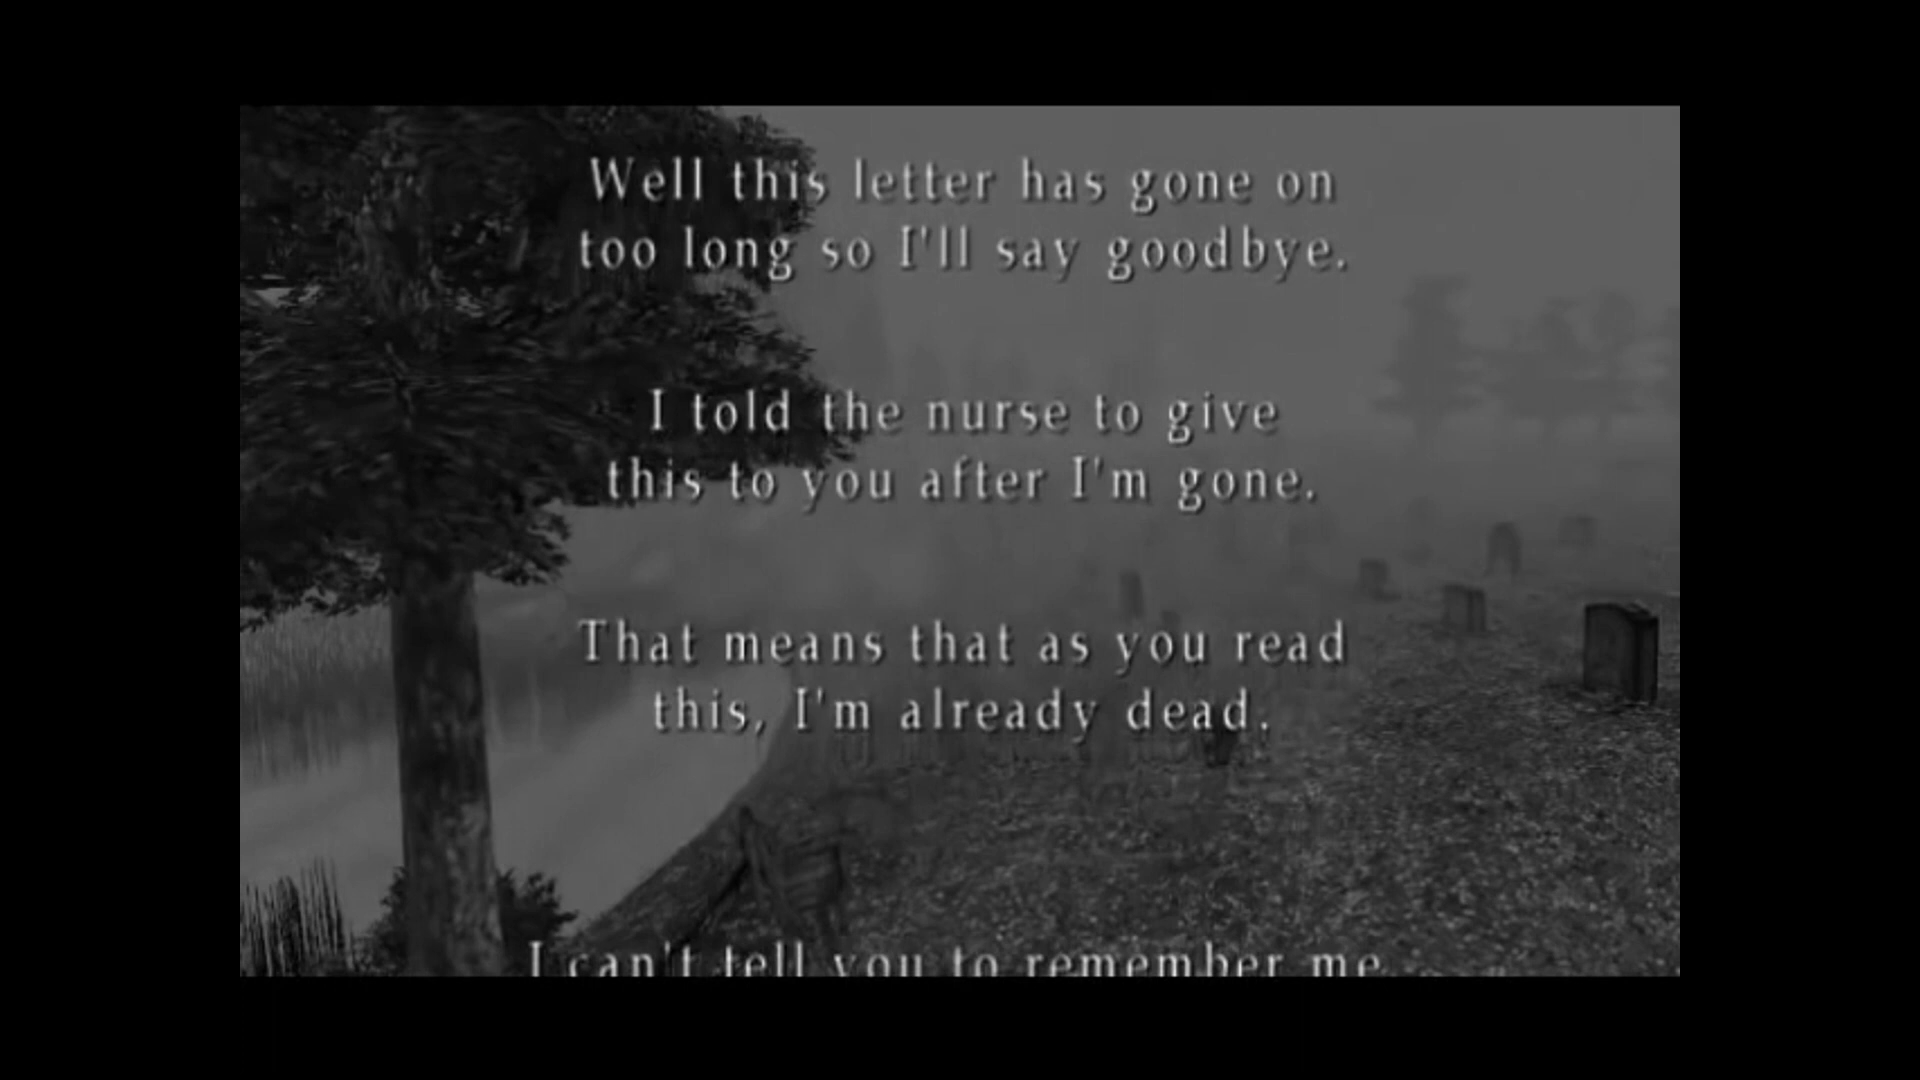 Well this letter has gone on
too long so I'll say goodbye.
I told the nurse to give
this to you after I'm gone.
That means that as you read
this, I'm already dead.
I can't tell you to remember me